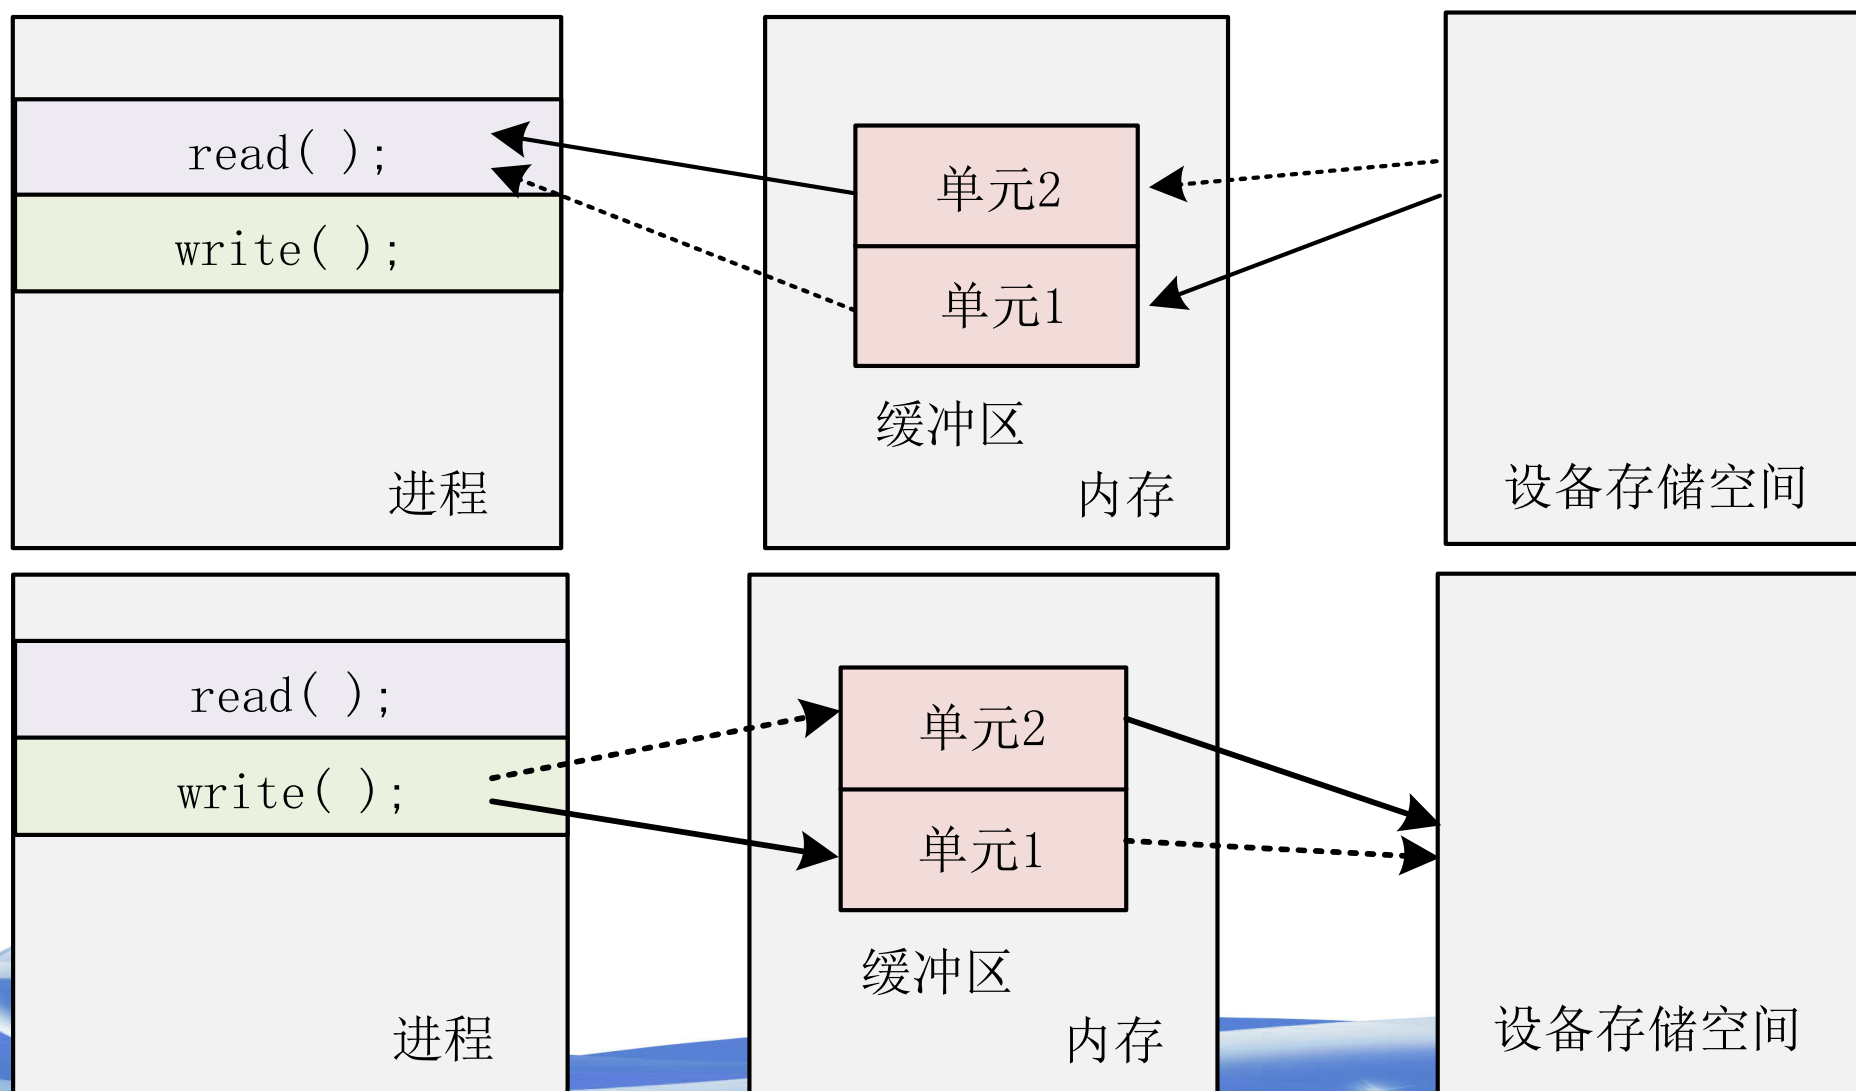 read( );
write( );
进程
单元2
单元1
缓冲区
内存
设备存储空间
read( );
write( );
进程
单元2
单元1
缓冲区
内存
设备存储空间